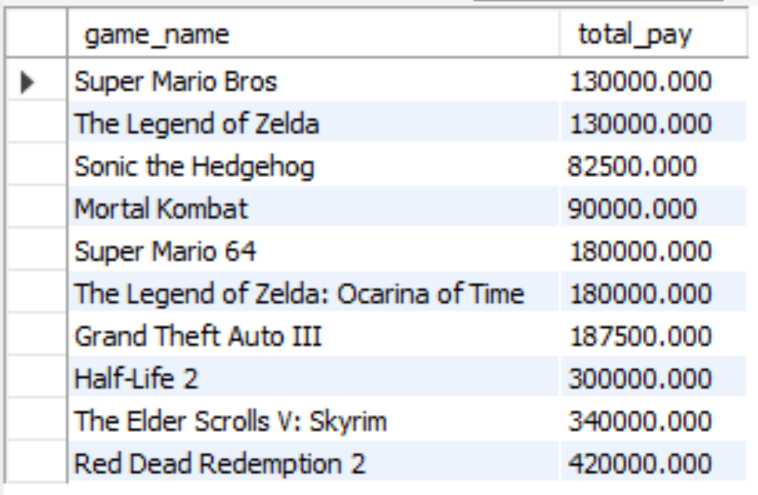 game_name total_pay
Super Mario Bros 130000.000
The Legend of Zelda 130000.000
Sonic the Hedgehog 82500.000
Mortal Kombat 90000.000
Super Mario 64 180000.000
The Legend of Zelda: Ocarina of Time 180000.000
Grand Theft Auto III 187500.000
Half-Life 2 300000.000
The Elder Scrolls V: Skyrim 340000.000
Red Dead Redemption 2 420000.000